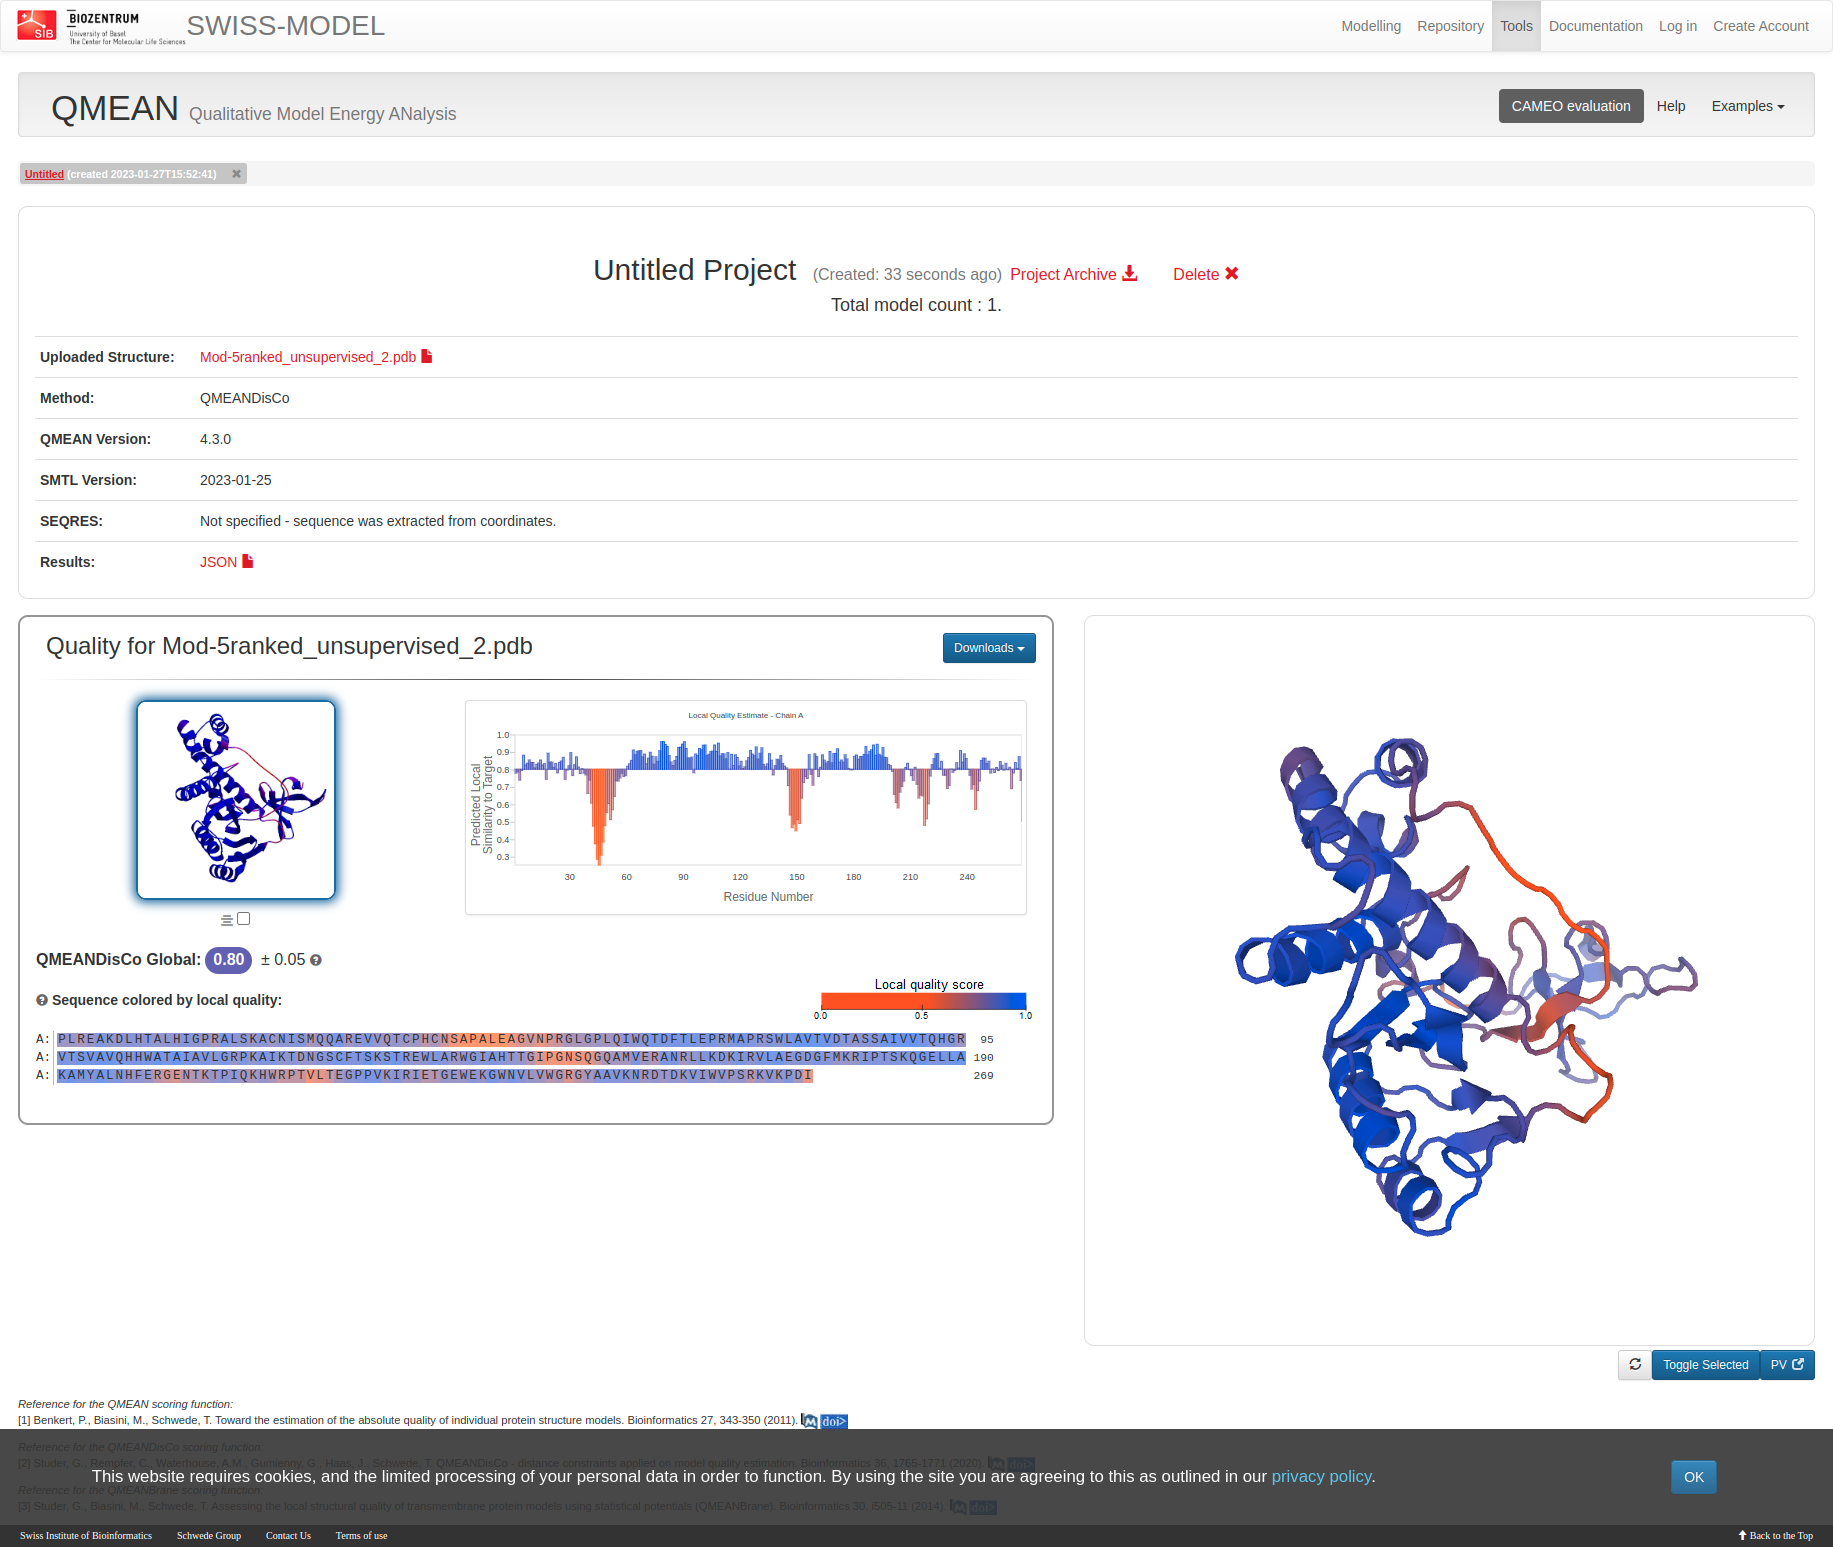 SIB
BIOZENTRUM
University of Basel
The Center for Molecular Life Sciences
SWISS-MODEL
Modelling Repository Tools Documentation Log in Create Account
QMEAN Qualitative Model Energy ANalysis
CAMEO evaluation Help Examples
Untitled (created 2023-01-27T15:52:41)
Untitled Project (Created: 33 seconds ago) Project Archive Delete
Total model count : 1.
Uploaded Structure: Mod-5ranked_unsupervised_2.pdb
Method: QMEANDisCo
QMEAN Version: 4.3.0
SMTL Version: 2023-01-25
SEQRES: Not specified - sequence was extracted from coordinates.
Results: JSON
Quality for Mod-5ranked_unsupervised_2.pdb
Downloads
Local Quality Estimate - Chain A
Predicted Local
Similarity to Target
1.0
0.9
0.8
0.7
0.6
0.5
0.4
0.3
30 60 90 120 150 180 210 240
Residue Number
QMEANDisCo Global: 0.80 ± 0.05
Sequence colored by local quality:
Local quality score
0.0 0.5 1.0
A: PLREAKDLHTALHIGPRALSKACNISMQQAREVVQTCPHCNSAPALEAGVNPRGLGPLQIWQTDFTLEPRMAPRSWLAVTVDTASSAIVVTQHGR 95
A: VTSVAVQHHWATAIAVLGRPKAIKTDNGSCFTSKSTREWLARWGIAHTTGIPGNSQGQAMVERANRLLKDKIRVLAEGDGFMKRIPTSKQGELLA 190
A: KAMYALNHFERGENTKTPIQKHWRPTVLTEGPPVKIRIETGEWEKGWNVLVWGRGYAAVKNRDTDKVIWVPSRKVKPDI 269
Toggle Selected PV
Reference for the QMEAN scoring function:
[1] Benkert, P., Biasini, M., Schwede, T. Toward the estimation of the absolute quality of individual protein structure models. Bioinformatics 27, 343-350 (2011). doi>
Reference for the QMEANDisCo scoring function:
[2] Studer, G., Rempfer, C., Waterhouse, A.M., Gumienny, G., Haas, J., Schwede, T. QMEANDisCo - distance constraints applied on model quality estimation. Bioinformatics 36, 1765-1771 (2020). doi>
This website requires cookies, and the limited processing of your personal data in order to function. By using the site you are agreeing to this as outlined in our privacy policy.
OK
Reference for the QMEANBrane scoring function:
[3] Studer, G., Biasini, M., Schwede, T. Assessing the local structural quality of transmembrane protein models using statistical potentials (QMEANBrane). Bioinformatics 30, i505-11 (2014). doi>
Swiss Institute of Bioinformatics Schwede Group Contact Us Terms of use
Back to the Top